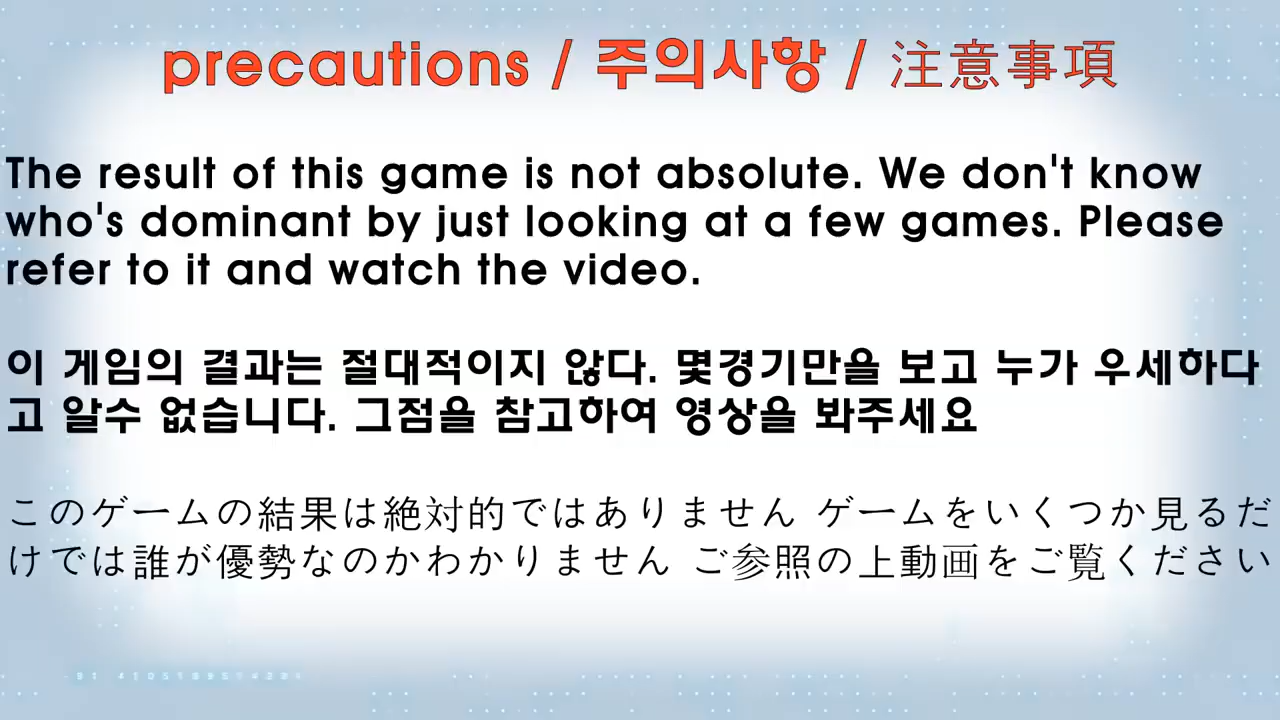 precautions / 주의사항 / 注意事項
The result of this game is not absolute. We don't know
who's dominant by just looking at a few games. Please
refer to it and watch the video.
이 게임의 결과는 절대적이지 않다. 몇경기만을 보고 누가 우세하다
고 알수 없습니다. 그점을 참고하여 영상을 봐주세요
このゲームの結果は絶対的ではありません ゲームをいくつか見るだ
けでは誰が優勢なのかわかりません ご参照の上動画をご覧ください